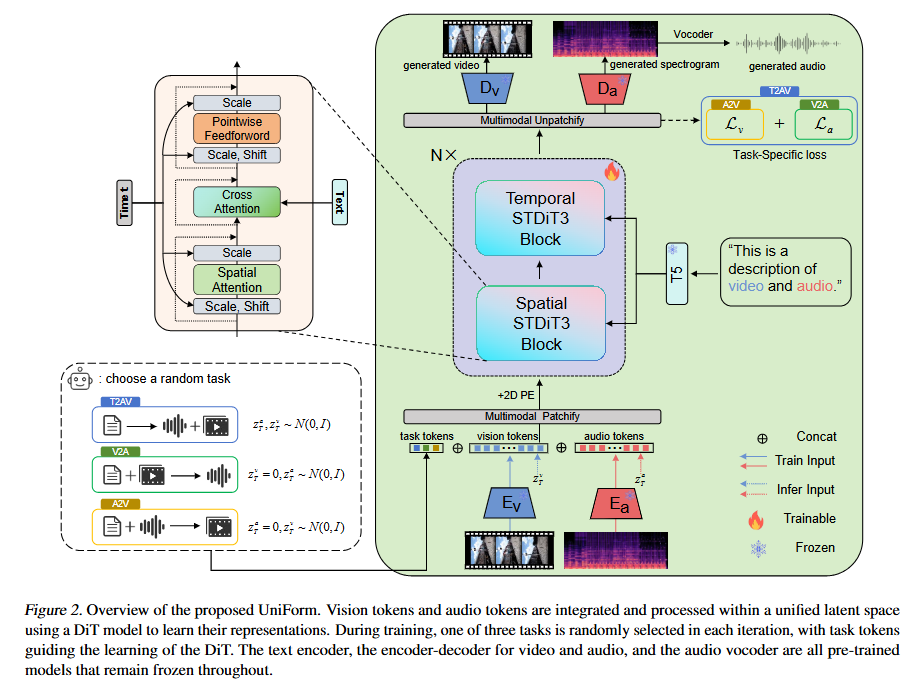 Scale
Pointwise
Feedforword
Scale, Shift
Cross
Attention
Scale
Spatial
Attention
Scale, Shift
Time t
Text
: choose a random task
T2AV
+
z_T^a, z_T^v ~ N(0, I)
V2A
+
z_T^v = 0, z_T^a ~ N(0, I)
A2V
+
z_T^a = 0, z_T^v ~ N(0, I)
Vocoder
generated video
generated spectrogram
generated audio
D_v
D_a
Multimodal Unpatchify
T2AV
A2V
V2A
ℒ_v + ℒ_a
Task-Specific loss
N×
Temporal
STDiT3
Block
Spatial
STDiT3
Block
T5
“This is a
description of
video and audio.”
+2D PE
Multimodal Patchify
task tokens
vision tokens
audio tokens
z_T^v
z_T^a
E_v
E_a
Concat
Train Input
Infer Input
Trainable
Frozen
Figure 2. Overview of the proposed UniForm. Vision tokens and audio tokens are integrated and processed within a unified latent space
using a DiT model to learn their representations. During training, one of three tasks is randomly selected in each iteration, with task tokens
guiding the learning of the DiT. The text encoder, the encoder-decoder for video and audio, and the audio vocoder are all pre-trained
models that remain frozen throughout.